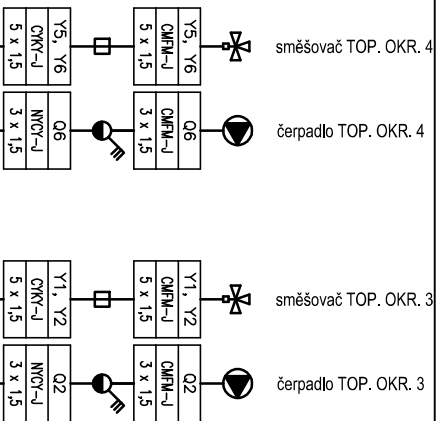 Y5, Y6
CYKY-J
5 x 1,5
Y5, Y6
CMFM-J
5 x 1,5
směšovač TOP. OKR. 4
Q6
NYCY-J
3 x 1,5
Q6
CMFM-J
3 x 1,5
čerpadlo TOP. OKR. 4
Y1, Y2
CYKY-J
5 x 1,5
Y1, Y2
CMFM-J
5 x 1,5
směšovač TOP. OKR. 3
Q2
NYCY-J
3 x 1,5
Q2
CMFM-J
3 x 1,5
čerpadlo TOP. OKR. 3